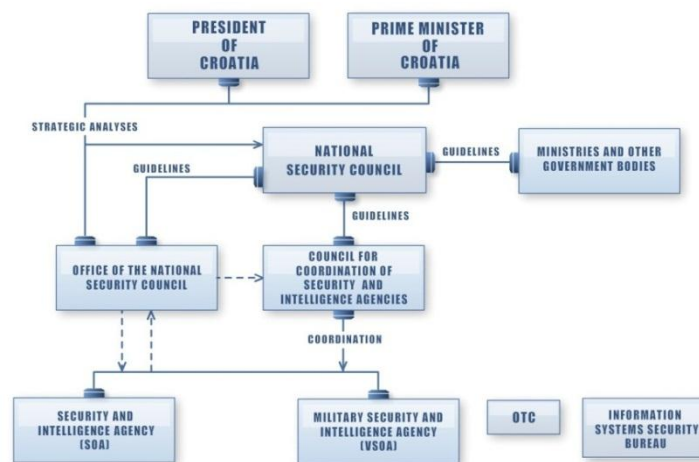 PRESIDENT
OF
CROATIA
PRIME MINISTER
OF
CROATIA
STRATEGIC ANALYSES
NATIONAL
SECURITY COUNCIL
GUIDELINES
MINISTRIES AND OTHER
GOVERNMENT BODIES
GUIDELINES
GUIDELINES
OFFICE OF THE NATIONAL
SECURITY COUNCIL
COUNCIL FOR
COORDINATION OF
SECURITY AND
INTELLIGENCE AGENCIES
COORDINATION
SECURITY AND
INTELLIGENCE AGENCY
(SOA)
MILITARY SECURITY AND
INTELLIGENCE AGENCY
(VSOA)
OTC
INFORMATION
SYSTEMS SECURITY
BUREAU